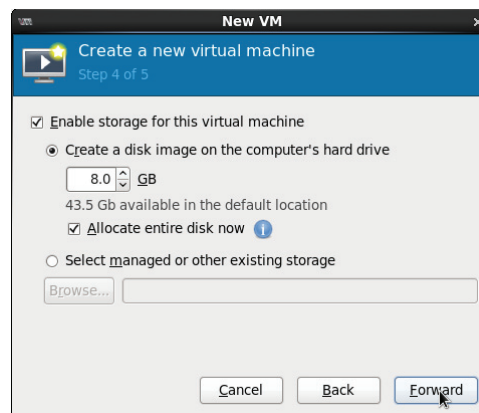 New VM
Create a new virtual machine
Step 4 of 5
Enable storage for this virtual machine
Create a disk image on the computer's hard drive
8.0 GB
43.5 Gb available in the default location
Allocate entire disk now
Select managed or other existing storage
Browse...
Cancel Back Forward